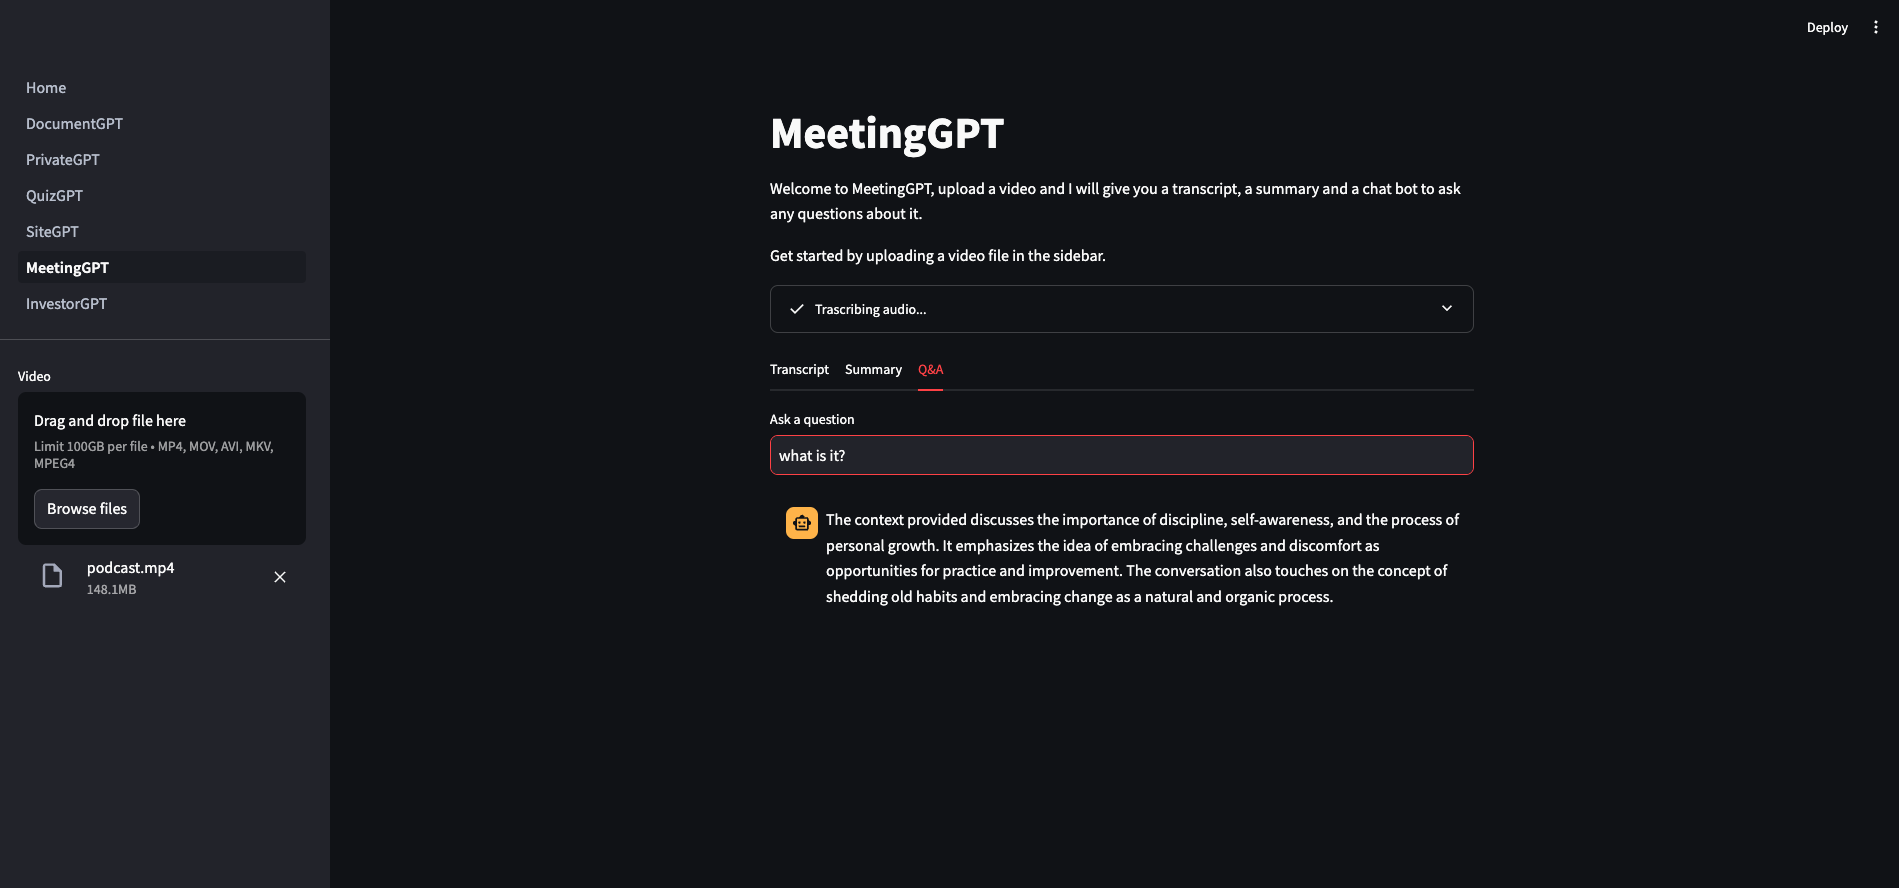 Deploy
Home
DocumentGPT
PrivateGPT
QuizGPT
SiteGPT
MeetingGPT
InvestorGPT
Video
Drag and drop file here
Limit 100GB per file • MP4, MOV, AVI, MKV,
MPEG4
Browse files
podcast.mp4
148.1MB
MeetingGPT
Welcome to MeetingGPT, upload a video and I will give you a transcript, a summary and a chat bot to ask
any questions about it.
Get started by uploading a video file in the sidebar.
Trascribing audio...
Transcript Summary Q&A
Ask a question
what is it?
The context provided discusses the importance of discipline, self-awareness, and the process of
personal growth. It emphasizes the idea of embracing challenges and discomfort as
opportunities for practice and improvement. The conversation also touches on the concept of
shedding old habits and embracing change as a natural and organic process.